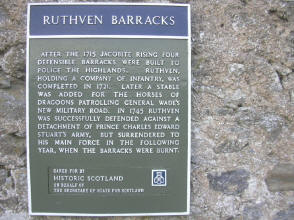 RUTHVEN BARRACKS
AFTER THE 1715 JACOBITE RISING FOUR
DEFENSIBLE BARRACKS WERE BUILT TO
POLICE THE HIGHLANDS. RUTHVEN,
HOLDING A COMPANY OF INFANTRY, WAS
COMPLETED IN 1721. LATER A STABLE
WAS ADDED FOR THE HORSES OF
DRAGOONS PATROLLING GENERAL WADE'S
NEW MILITARY ROAD. IN 1745 RUTHVEN
WAS SUCCESSFULLY DEFENDED AGAINST A
DETACHMENT OF PRINCE CHARLES EDWARD
STUART'S ARMY, BUT SURRENDERED TO
HIS MAIN FORCE IN THE FOLLOWING
YEAR, WHEN THE BARRACKS WERE BURNT.
CARED FOR BY
HISTORIC SCOTLAND
ON BEHALF OF
THE SECRETARY OF STATE FOR SCOTLAND